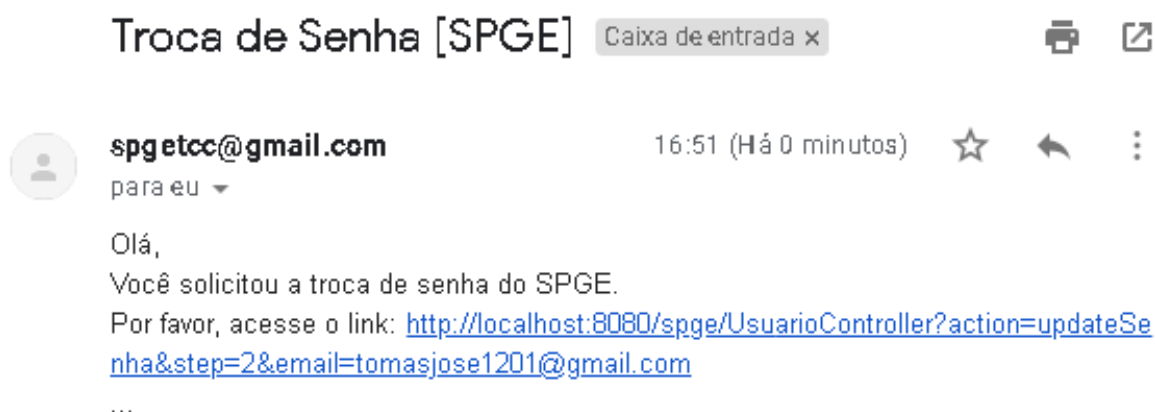 Troca de Senha [SPGE] Caixa de entrada x
spgetcc@gmail.com 16:51 (Há 0 minutos)
para eu
Olá,
Você solicitou a troca de senha do SPGE.
Por favor, acesse o link: http://localhost:8080/spge/UsuarioController?action=updateSe
nha&step=2&email=tomasjose1201@gmail.com
...